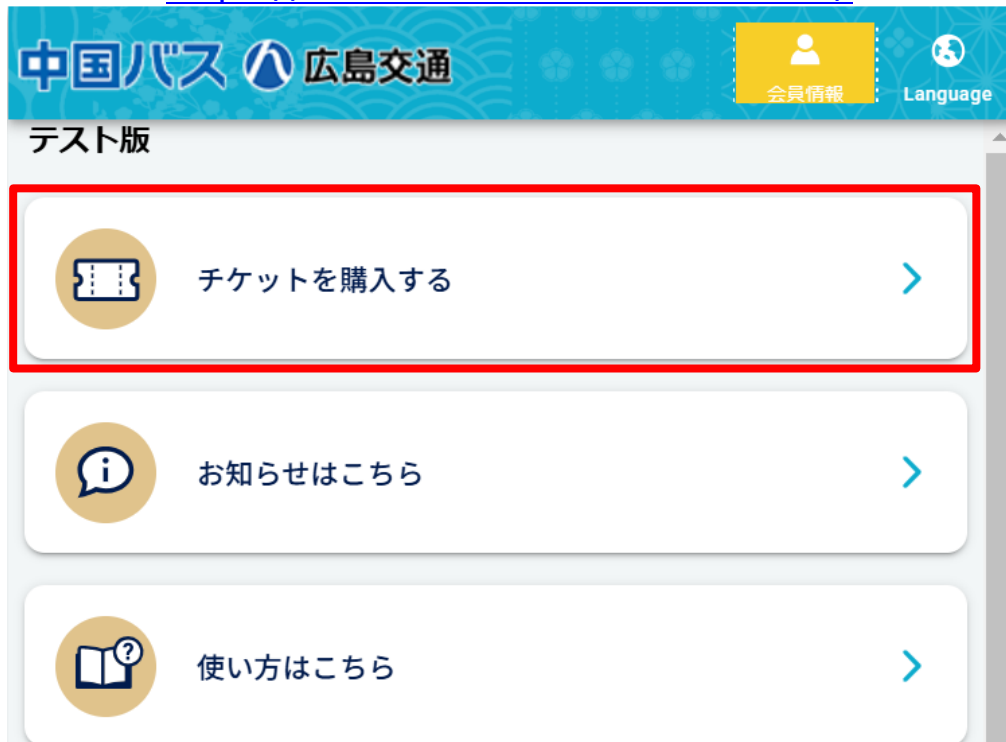 中国バス 広島交通
会員情報
Language
テスト版
チケットを購入する
お知らせはこちら
使い方はこちら